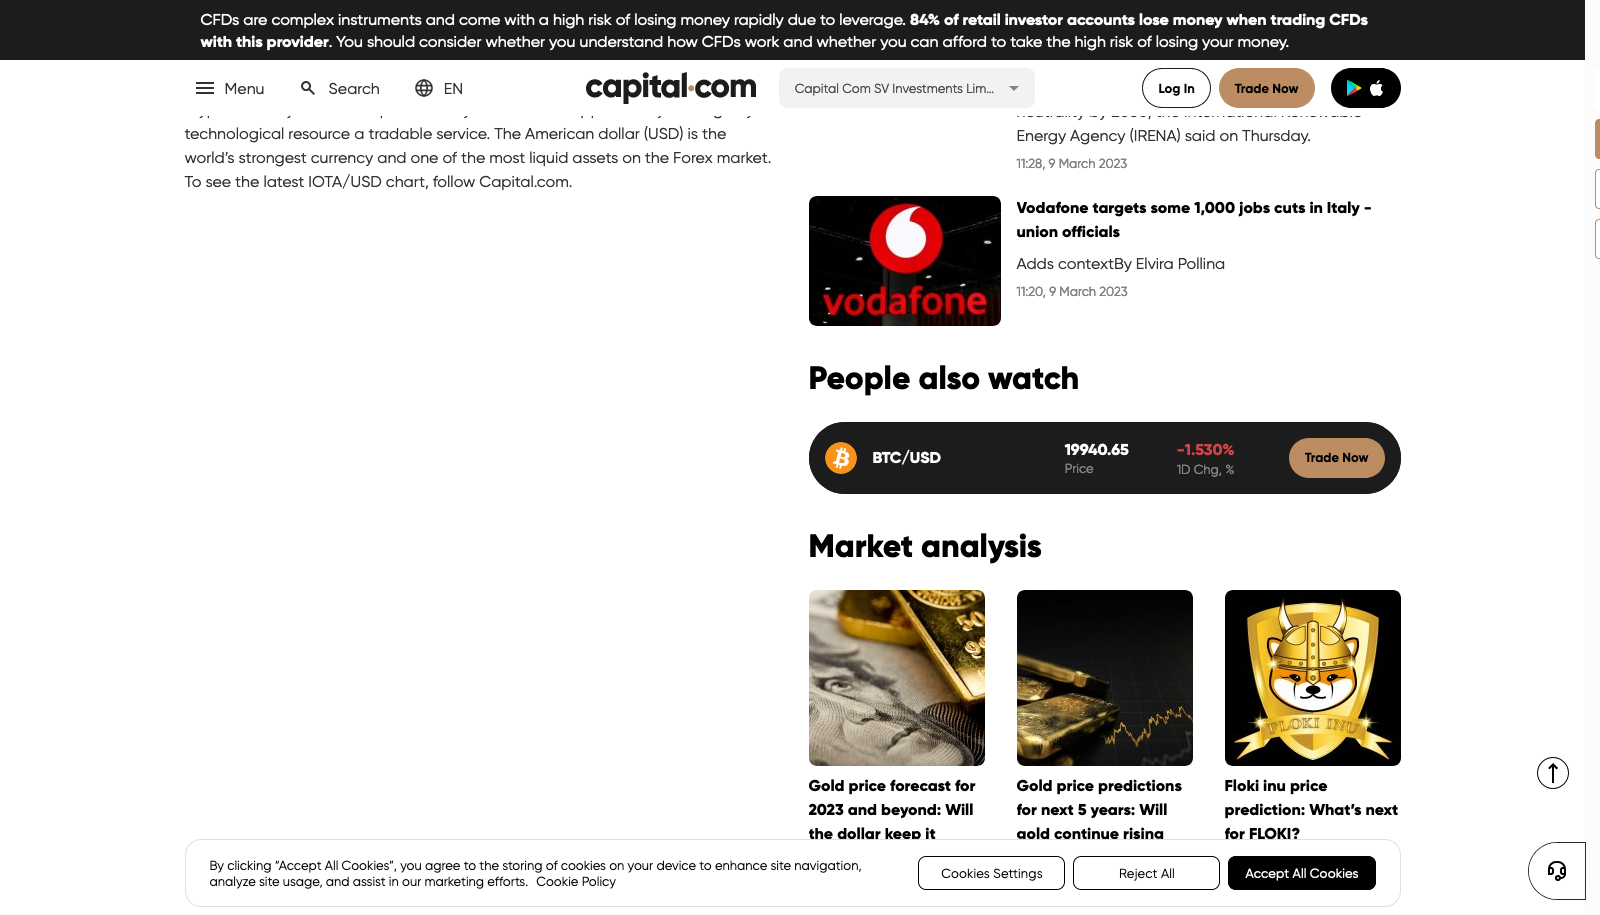 CFDs are complex instruments and come with a high risk of losing money rapidly due to leverage. 84% of retail investor accounts lose money when trading CFDs
with this provider. You should consider whether you understand how CFDs work and whether you can afford to take the high risk of losing your money.
Menu
Search
EN
capital.com
Capital Com SV Investments Lim...
Log In
Trade Now
technological resource a tradable service. The American dollar (USD) is the
world's strongest currency and one of the most liquid assets on the Forex market.
To see the latest IOTA/USD chart, follow Capital.com.
Energy Agency (IRENA) said on Thursday.
11:28, 9 March 2023
vodafone
Vodafone targets some 1,000 jobs cuts in Italy -
union officials
Adds contextBy Elvira Pollina
11:20, 9 March 2023
People also watch
BTC/USD
19940.65
Price
-1.530%
1D Chg, %
Trade Now
Market analysis
FLOKI INU
Gold price forecast for
2023 and beyond: Will
the dollar keep it
Gold price predictions
for next 5 years: Will
gold continue rising
Floki inu price
prediction: What's next
for FLOKI?
By clicking "Accept All Cookies", you agree to the storing of cookies on your device to enhance site navigation,
analyze site usage, and assist in our marketing efforts. Cookie Policy
Cookies Settings
Reject All
Accept All Cookies